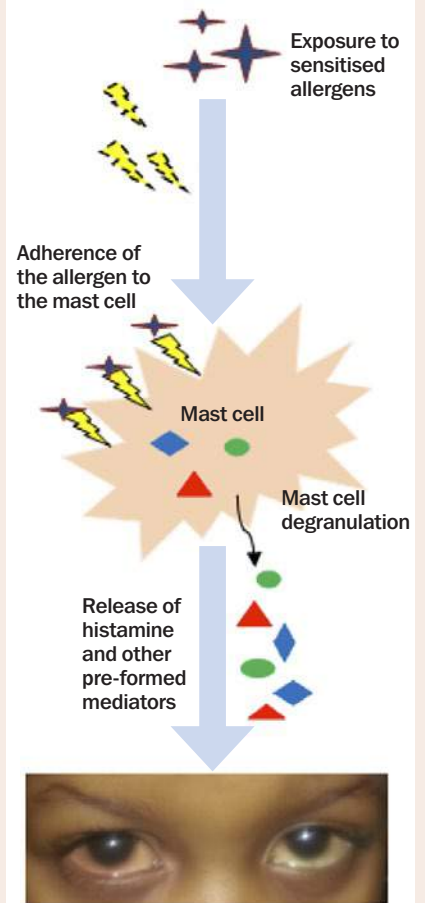 Exposure to
sensitised
allergens
Adherence of
the allergen to
the mast cell
Mast cell
Mast cell
degranulation
Release of
histamine
and other
pre-formed
mediators